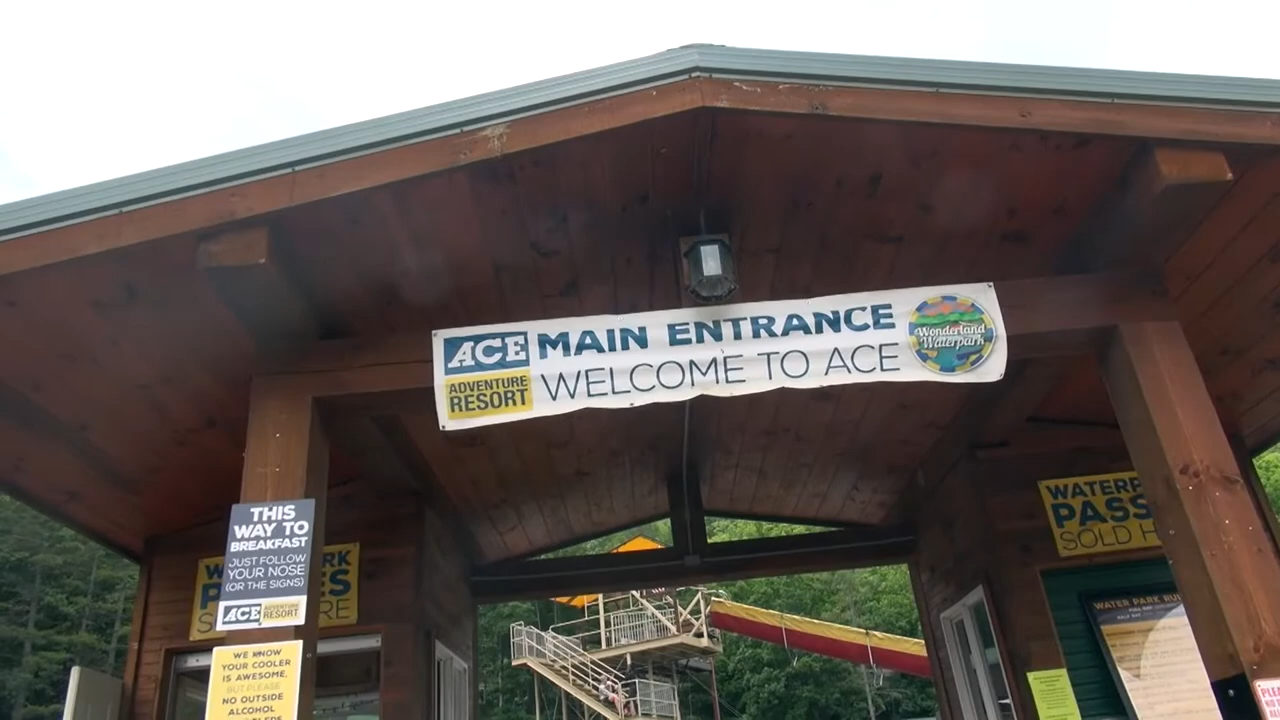 ACE
ADVENTURE
RESORT
MAIN ENTRANCE
WELCOME TO ACE
Wonderland
Waterpark
THIS
WAY TO
BREAKFAST
JUST FOLLOW
YOUR NOSE
(OR THE SIGNS)
ACE ADVENTURE
RESORT
WE KNOW
YOUR COOLER
IS AWESOME.
BUT PLEASE
NO OUTSIDE
ALCOHOL
WATERP
PASS
SOLD H
WATER PARK RU